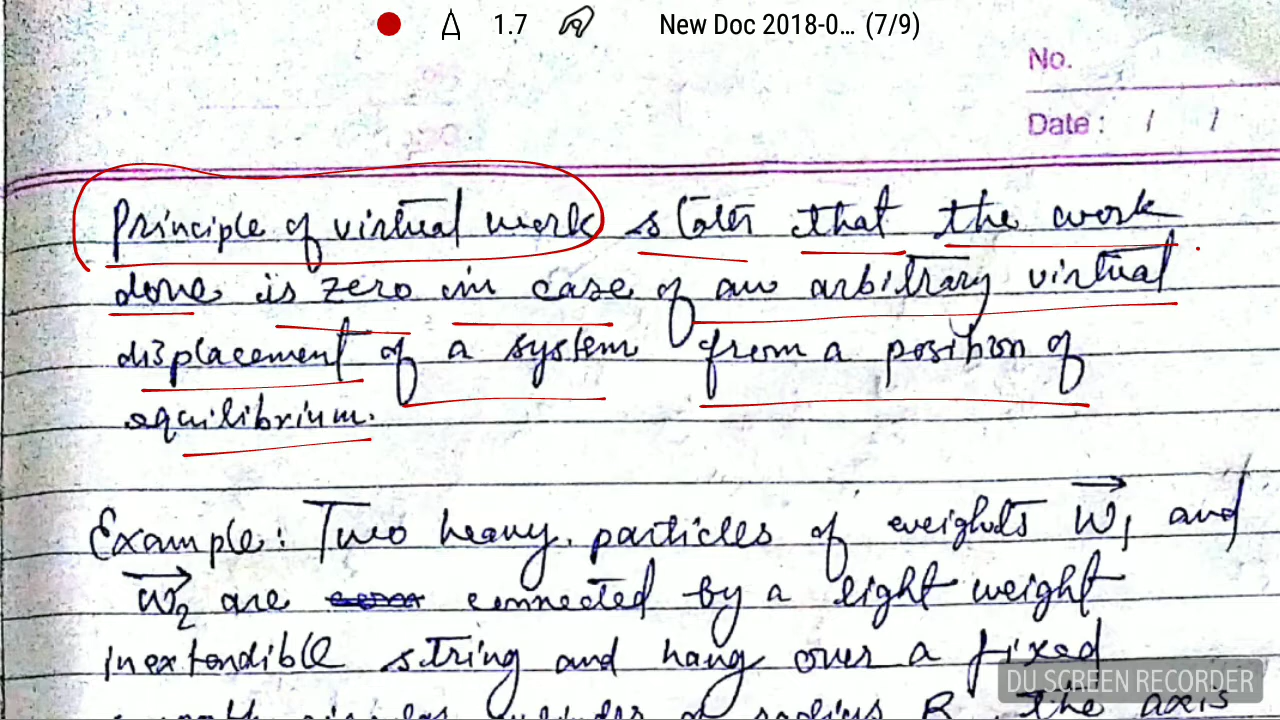 1.7 New Doc 2018-0... (7/9)
No.
Date : / /
Principle of virtual work states that the work
done is zero in case of an arbitrary virtual
displacement of a system from a position of
equilibrium.
Example: Two heavy particles of weights W₁ and
W₂ are connected by a light weight
inextendible string and hang over a fixed
DU SCREEN RECORDER
radius R. The axis